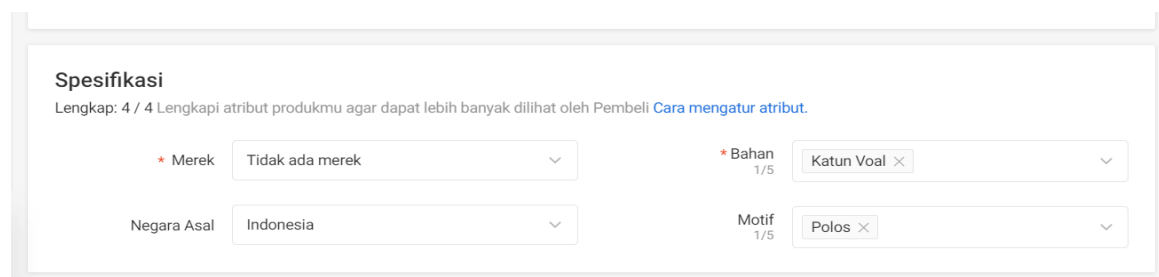 Spesifikasi
Lengkap: 4 / 4 Lengkapi atribut produkmu agar dapat lebih banyak dilihat oleh Pembeli Cara mengatur atribut.
* Merek Tidak ada merek
* Bahan 1/5 Katun Voal ×
Negara Asal Indonesia
Motif 1/5 Polos ×